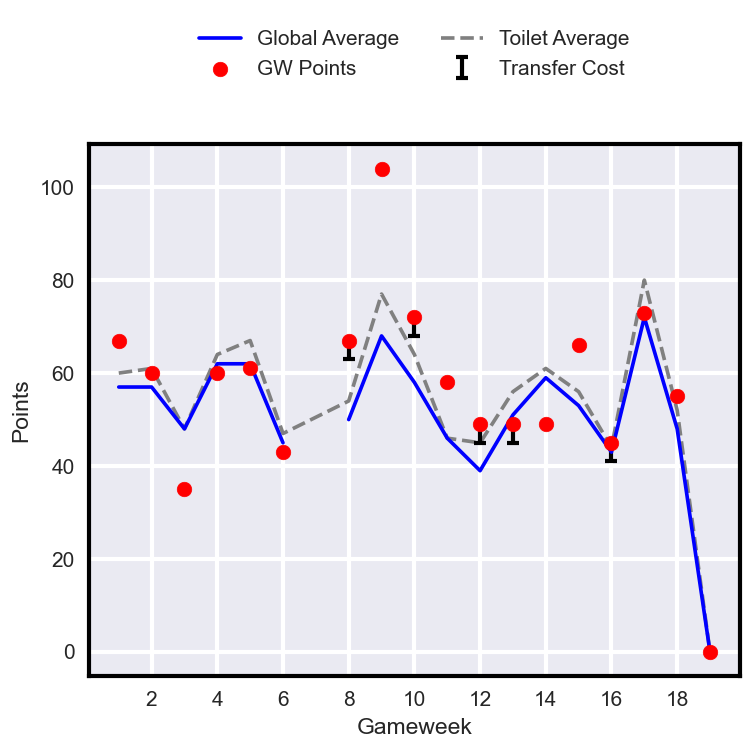 Global Average
Toilet Average
GW Points
Transfer Cost
100
80
60
40
20
0
Points
2 4 6 8 10 12 14 16 18
Gameweek